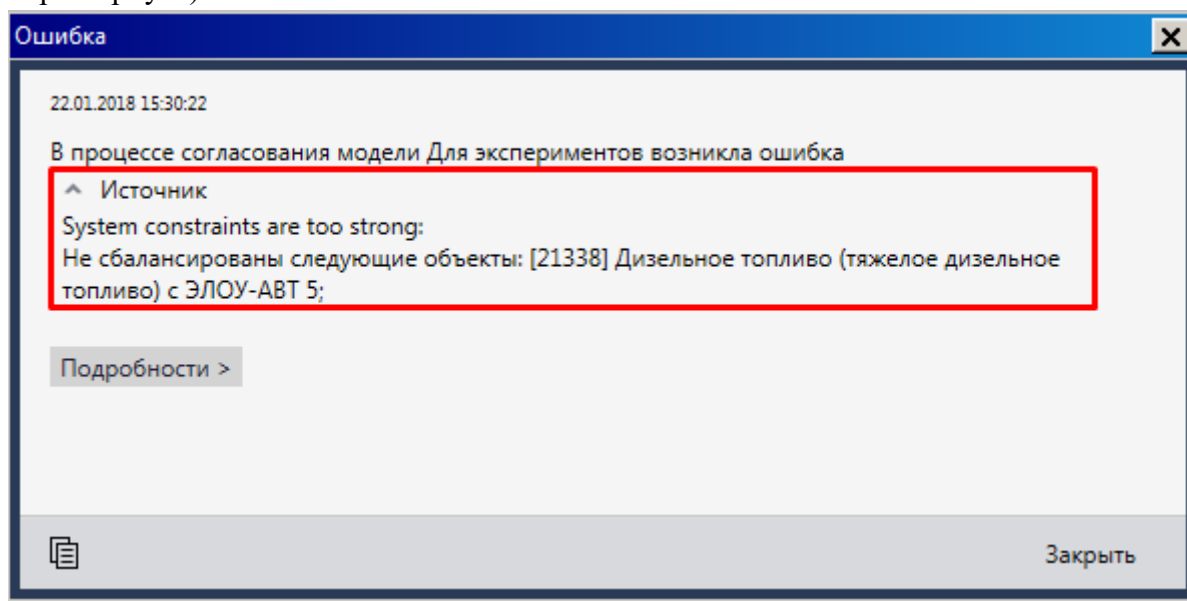 Ошибка
22.01.2018 15:30:22
В процессе согласования модели Для экспериментов возникла ошибка
Источник
System constraints are too strong:
Не сбалансированы следующие объекты: [21338] Дизельное топливо (тяжелое дизельное
топливо) с ЭЛОУ-АВТ 5;
Подробности >
Закрыть